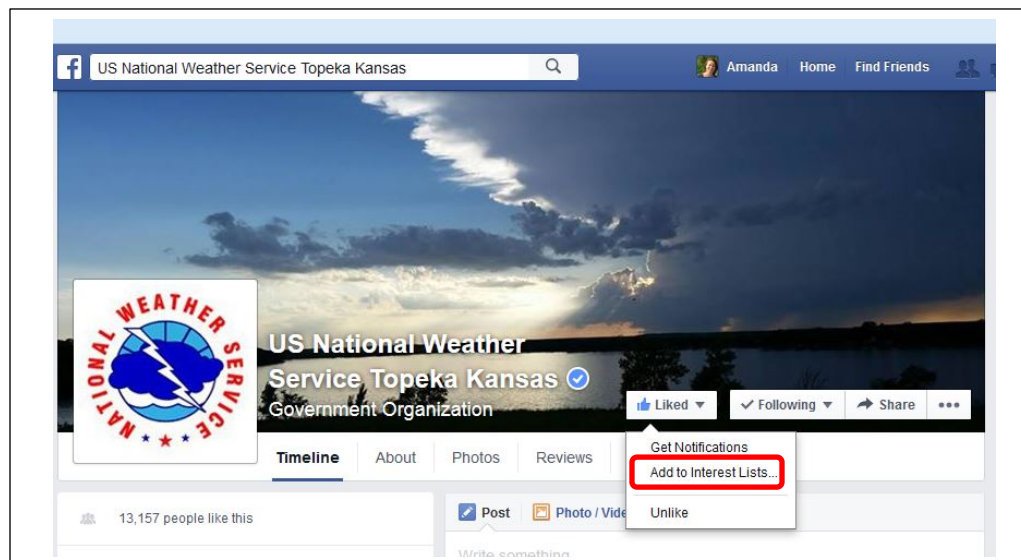 US National Weather Service Topeka Kansas
Amanda Home Find Friends
NATIONAL WEATHER SERVICE
US National Weather
Service Topeka Kansas
Government Organization
Liked Following Share
Get Notifications
Add to Interest Lists...
Unlike
Timeline About Photos Reviews
13,157 people like this
Post Photo / Vide
Write something